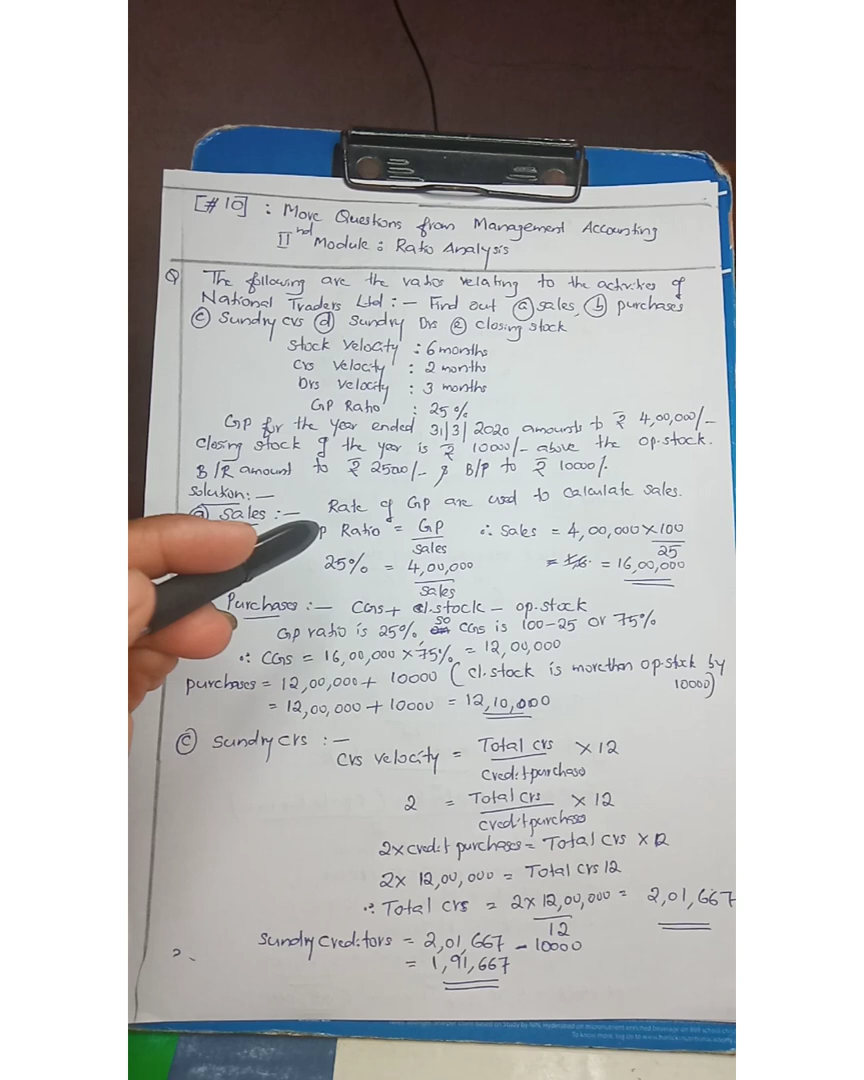 [#10] : More Questions from Management Accounting
IInd Module : Ratio Analysis
Q The following are the ratios relating to the activities of
National Traders Ltd :— Find out (a) sales, (b) purchases
(c) Sundry crs (d) Sundry Drs (e) closing stock
Stock velocity : 6 months
Crs velocity : 2 months
Drs velocity : 3 months
GP Ratio : 25%
GP for the year ended 31/3/2020 amounts to ₹ 4,00,000/-
Closing stock of the year is ₹ 10000/- above the op.stock.
B/R amount to ₹ 2500/- & B/P to ₹ 10000/.
Solution: —
(a) Sales :— Rate of GP are used to calculate sales.
p Ratio = GP/Sales ∴ Sales = 4,00,000×100/25
25% = 4,00,000/Sales = 16,00,000
Purchases :— CGS+ cl.stock — op.stock
GP ratio is 25% so CGS is 100-25 or 75%
∴ CGS = 16,00,000 × 75% = 12,00,000
purchases = 12,00,000 + 10000 (cl.stock is more than op.stock by 10000)
= 12,00,000 + 10000 = 12,10,000
(c) Sundry crs :—
Crs velocity = Total crs/credit purchase × 12
2 = Total crs/credit purchase × 12
2×credit purchases = Total crs × 12
2× 12,00,000 = Total crs 12
∴ Total crs = 2×12,00,000/12 = 2,01,667
Sundry creditors = 2,01,667 - 10000
= 1,91,667